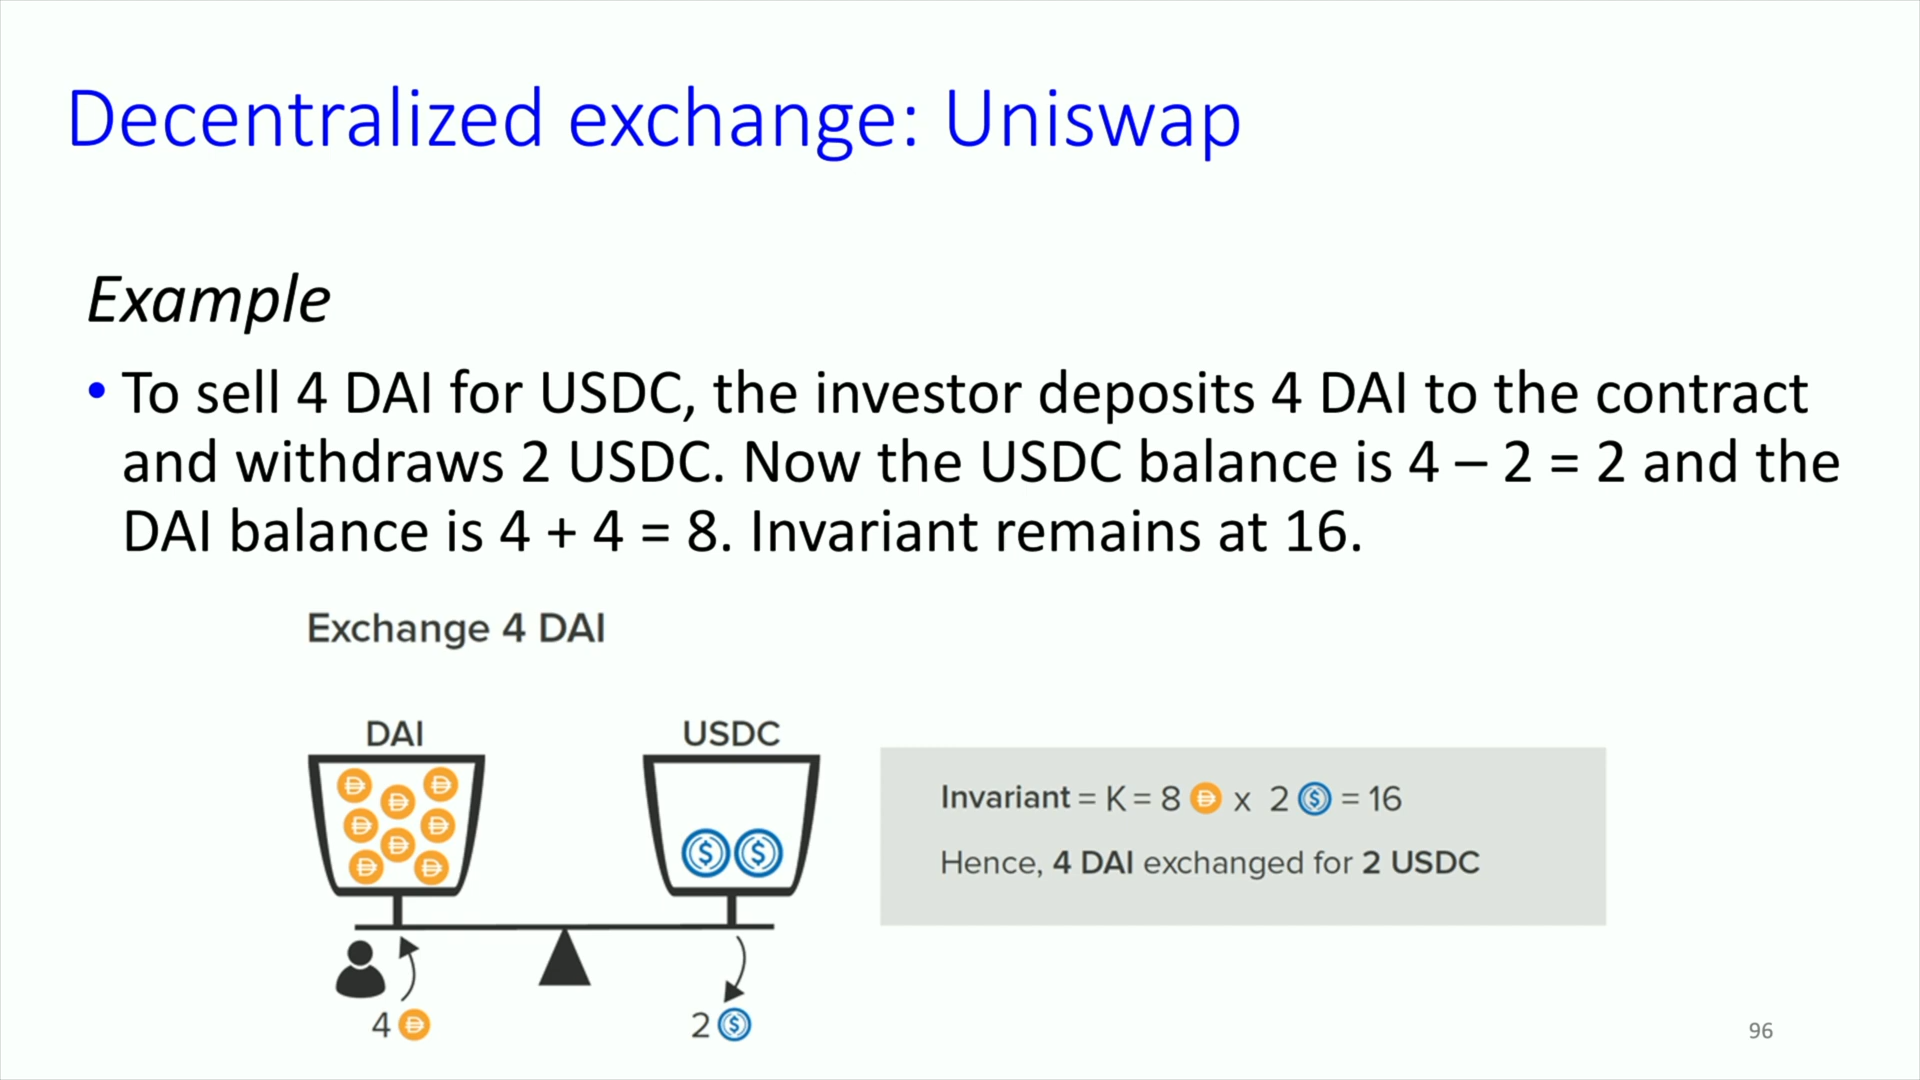 Decentralized exchange: Uniswap
Example
• To sell 4 DAI for USDC, the investor deposits 4 DAI to the contract
and withdraws 2 USDC. Now the USDC balance is 4 – 2 = 2 and the
DAI balance is 4 + 4 = 8. Invariant remains at 16.
Exchange 4 DAI
DAI
USDC
Invariant = K = 8 x 2 = 16
Hence, 4 DAI exchanged for 2 USDC
4
2
96